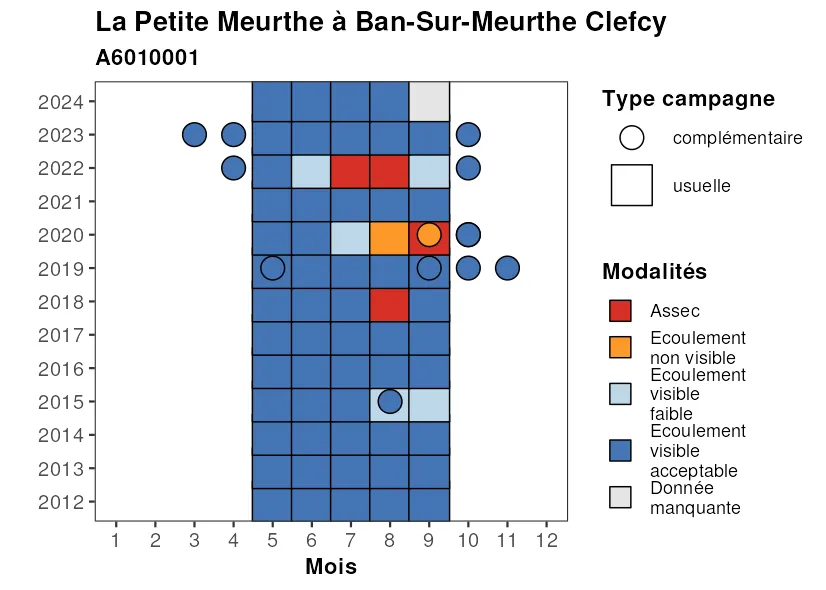 La Petite Meurthe à Ban-Sur-Meurthe Clefcy
A6010001
2024
2023
2022
2021
2020
2019
2018
2017
2016
2015
2014
2013
2012
1 2 3 4 5 6 7 8 9 10 11 12
Mois
Type campagne
complémentaire
usuelle
Modalités
Assec
Ecoulement
non visible
Ecoulement
visible
faible
Ecoulement
visible
acceptable
Donnée
manquante